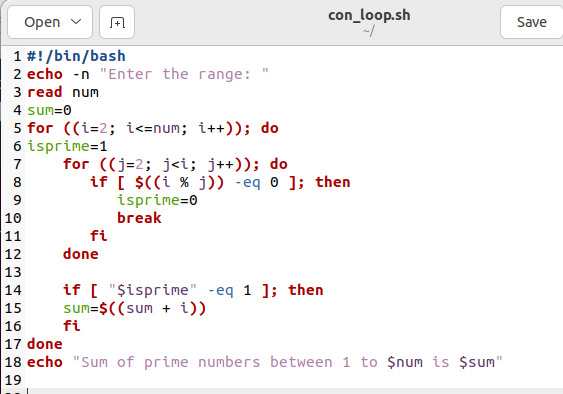 Open
con_loop.sh
~/
Save
1 #!/bin/bash
2 echo -n "Enter the range: "
3 read num
4 sum=0
5 for ((i=2; i<=num; i++)); do
6 isprime=1
7     for ((j=2; j<i; j++)); do
8        if [ $((i % j)) -eq 0 ]; then
9           isprime=0
10           break
11        fi
12     done
13
14     if [ "$isprime" -eq 1 ]; then
15     sum=$((sum + i))
16     fi
17 done
18 echo "Sum of prime numbers between 1 to $num is $sum"
19